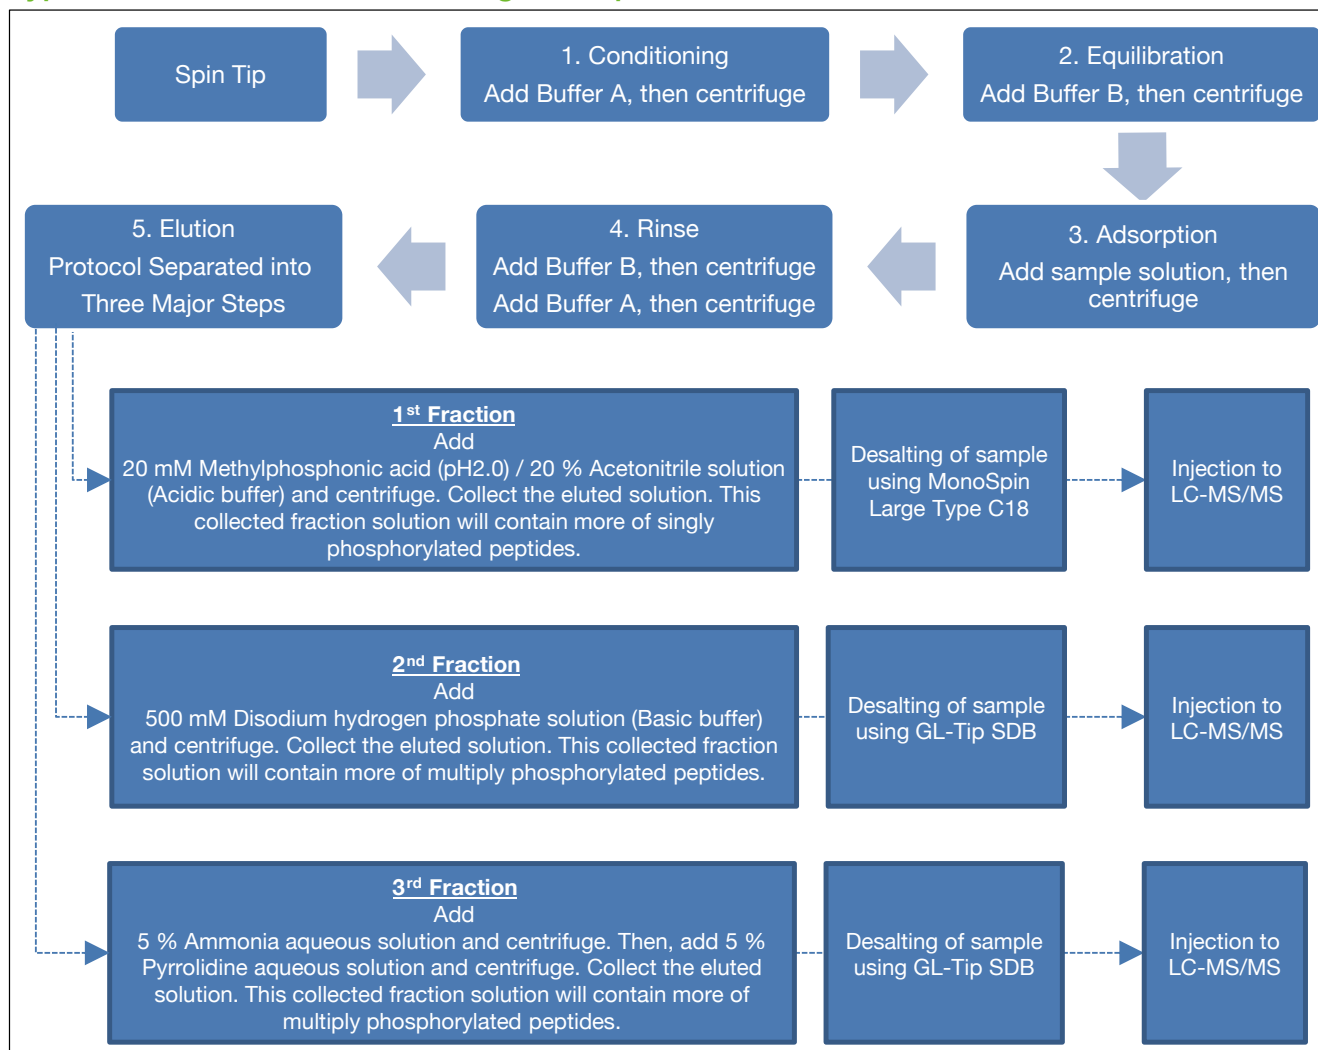 Spin Tip
1. Conditioning
Add Buffer A, then centrifuge
2. Equilibration
Add Buffer B, then centrifuge
5. Elution
Protocol Separated into
Three Major Steps
4. Rinse
Add Buffer B, then centrifuge
Add Buffer A, then centrifuge
3. Adsorption
Add sample solution, then
centrifuge
1st Fraction
Add
20 mM Methylphosphonic acid (pH2.0) / 20 % Acetonitrile solution
(Acidic buffer) and centrifuge. Collect the eluted solution. This
collected fraction solution will contain more of singly
phosphorylated peptides.
Desalting of sample
using MonoSpin
Large Type C18
Injection to
LC-MS/MS
2nd Fraction
Add
500 mM Disodium hydrogen phosphate solution (Basic buffer)
and centrifuge. Collect the eluted solution. This collected fraction
solution will contain more of multiply phosphorylated peptides.
Desalting of sample
using GL-Tip SDB
Injection to
LC-MS/MS
3rd Fraction
Add
5 % Ammonia aqueous solution and centrifuge. Then, add 5 %
Pyrrolidine aqueous solution and centrifuge. Collect the eluted
solution. This collected fraction solution will contain more of
multiply phosphorylated peptides.
Desalting of sample
using GL-Tip SDB
Injection to
LC-MS/MS